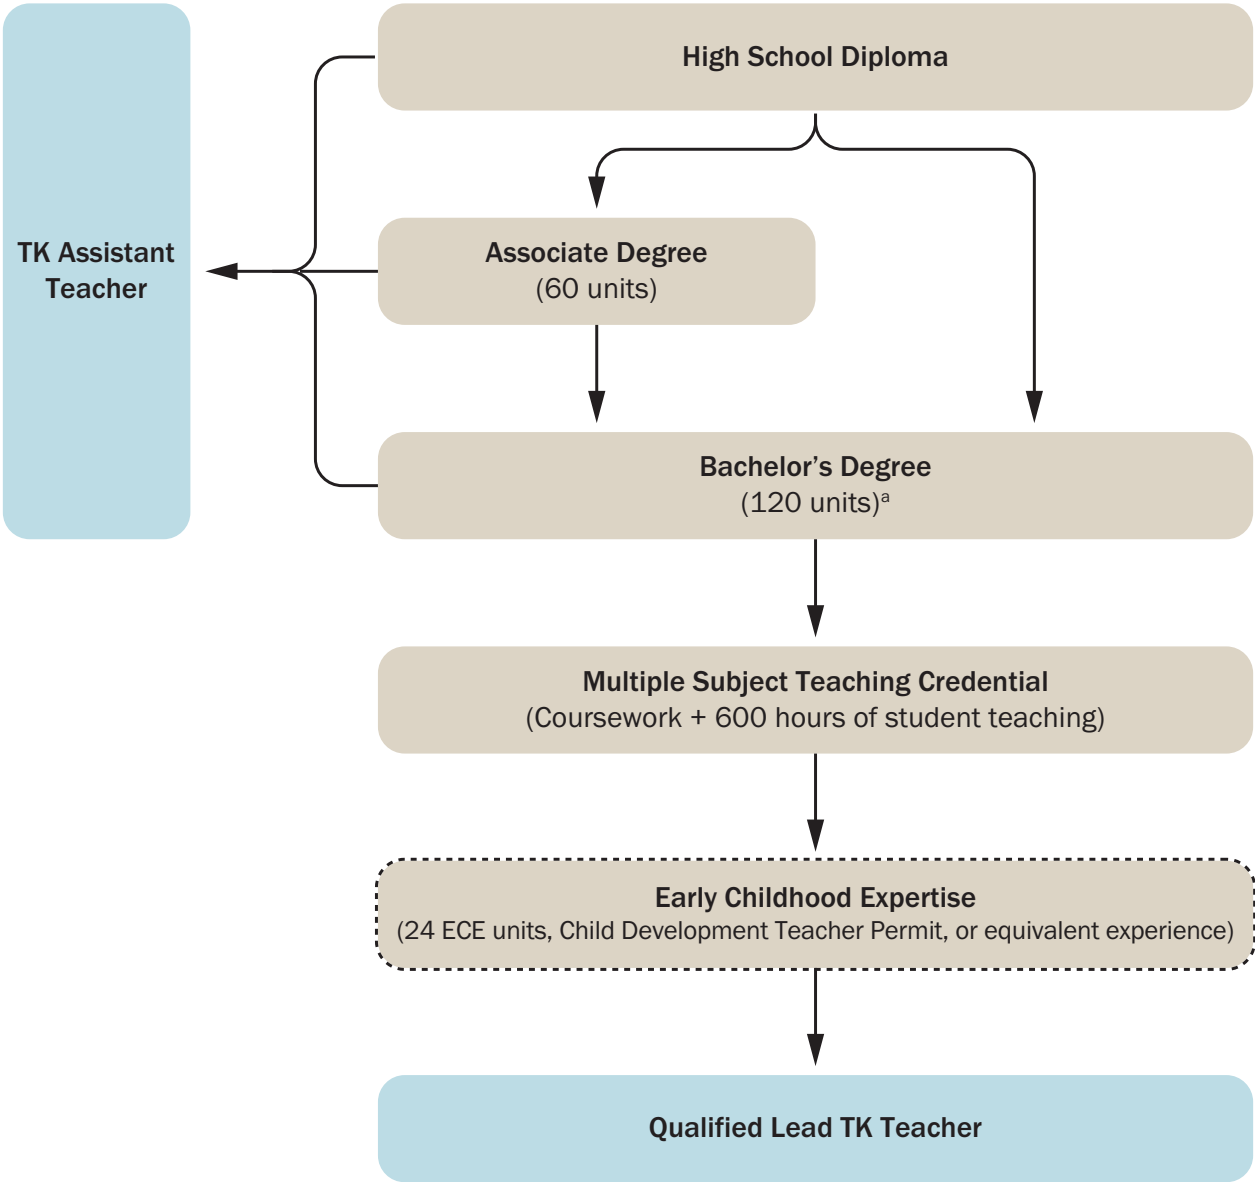 High School Diploma
TK Assistant
Teacher
Associate Degree
(60 units)
Bachelor’s Degree
(120 units)ᵃ
Multiple Subject Teaching Credential
(Coursework + 600 hours of student teaching)
Early Childhood Expertise
(24 ECE units, Child Development Teacher Permit, or equivalent experience)
Qualified Lead TK Teacher